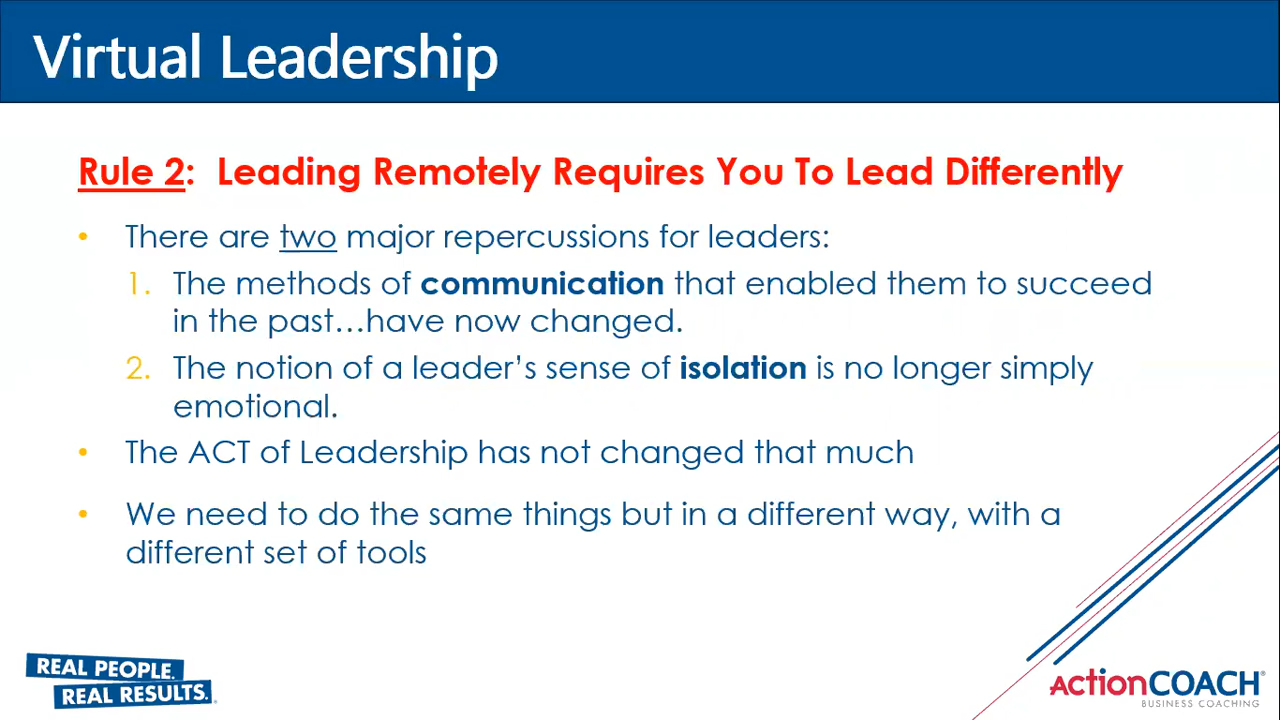 Virtual Leadership
Rule 2: Leading Remotely Requires You To Lead Differently
• There are two major repercussions for leaders:
1. The methods of communication that enabled them to succeed
in the past…have now changed.
2. The notion of a leader’s sense of isolation is no longer simply
emotional.
• The ACT of Leadership has not changed that much
• We need to do the same things but in a different way, with a
different set of tools
REAL PEOPLE.
REAL RESULTS.
ActionCOACH®
BUSINESS COACHING